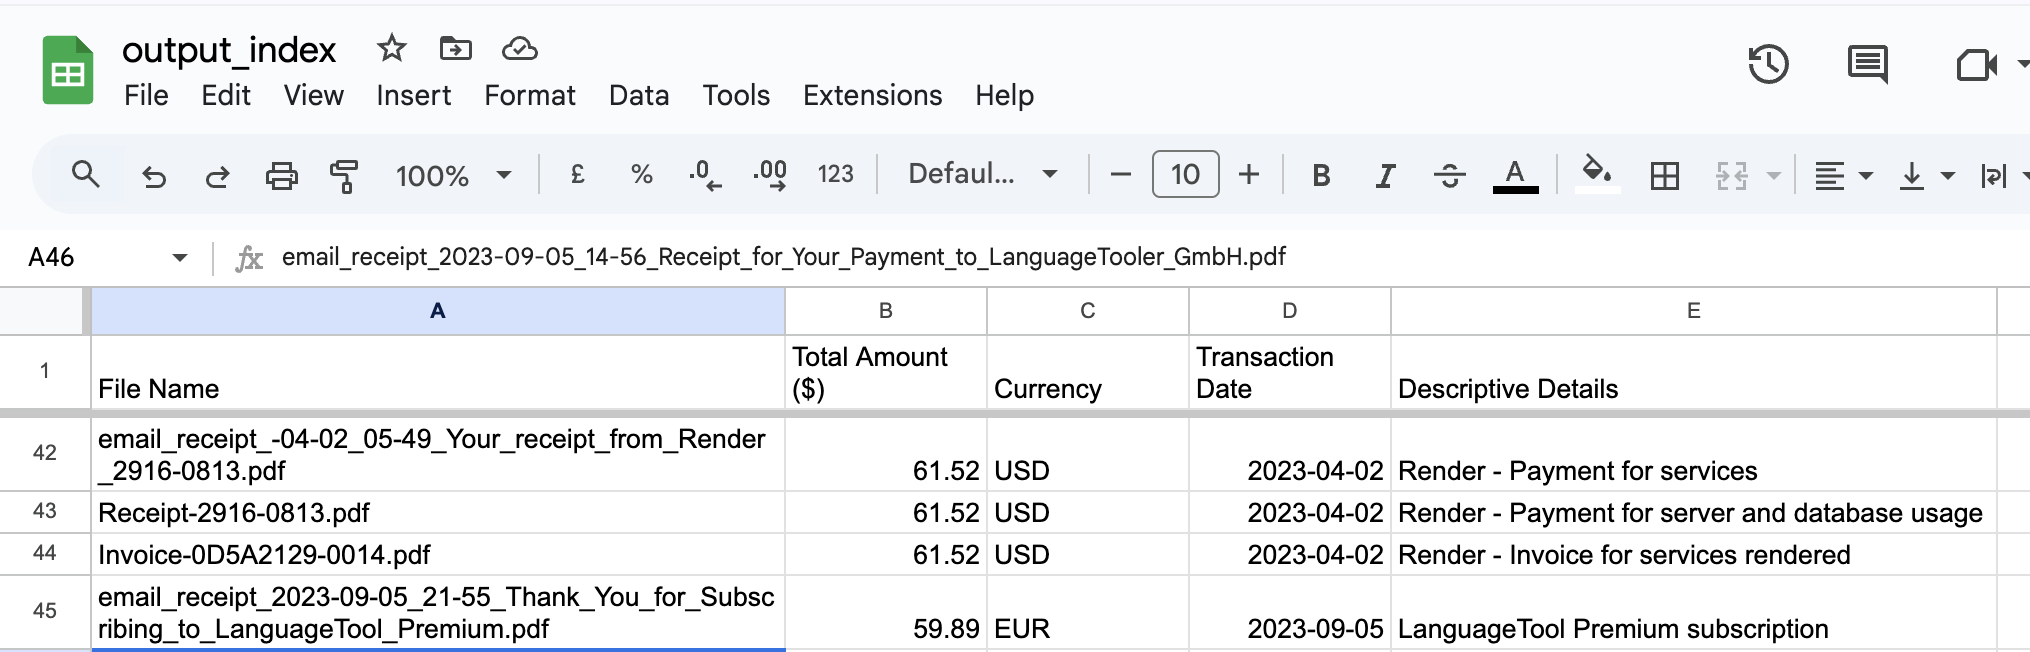 output_index
File Edit View Insert Format Data Tools Extensions Help
100% £ % .0 .00 123 Defaul... 10 B I S A
A46 fx email_receipt_2023-09-05_14-56_Receipt_for_Your_Payment_to_LanguageTooler_GmbH.pdf
A B C D E
1 File Name Total Amount ($) Currency Transaction Date Descriptive Details
42 email_receipt_-04-02_05-49_Your_receipt_from_Render
_2916-0813.pdf 61.52 USD 2023-04-02 Render - Payment for services
43 Receipt-2916-0813.pdf 61.52 USD 2023-04-02 Render - Payment for server and database usage
44 Invoice-0D5A2129-0014.pdf 61.52 USD 2023-04-02 Render - Invoice for services rendered
45 email_receipt_2023-09-05_21-55_Thank_You_for_Subsc
ribing_to_LanguageTool_Premium.pdf 59.89 EUR 2023-09-05 LanguageTool Premium subscription